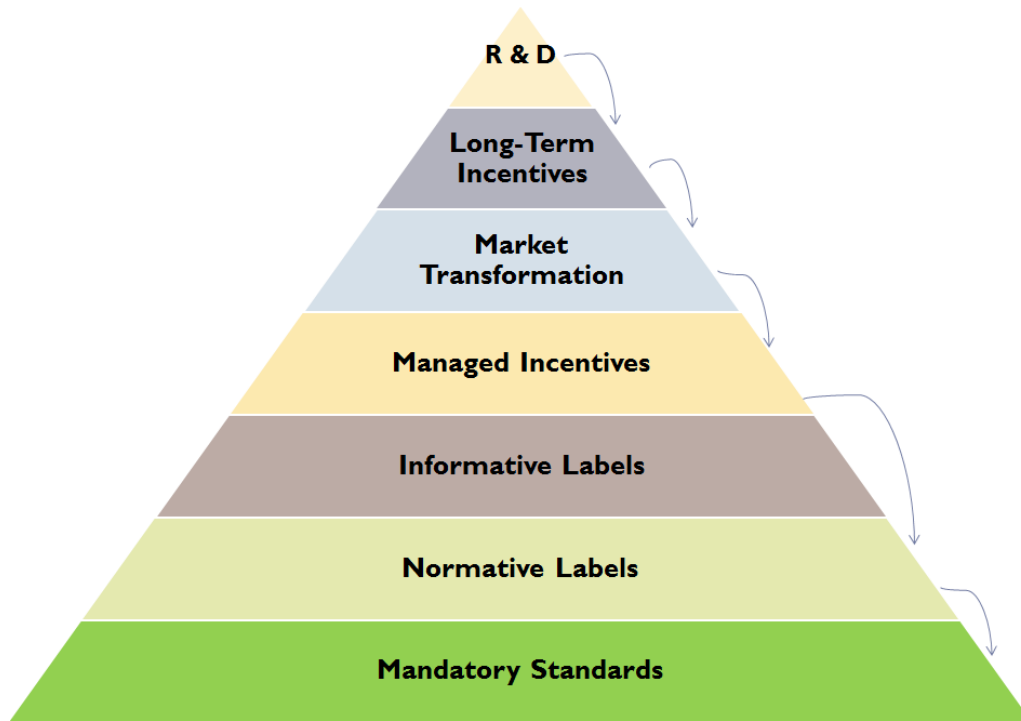 R & D
Long-Term
Incentives
Market
Transformation
Managed Incentives
Informative Labels
Normative Labels
Mandatory Standards